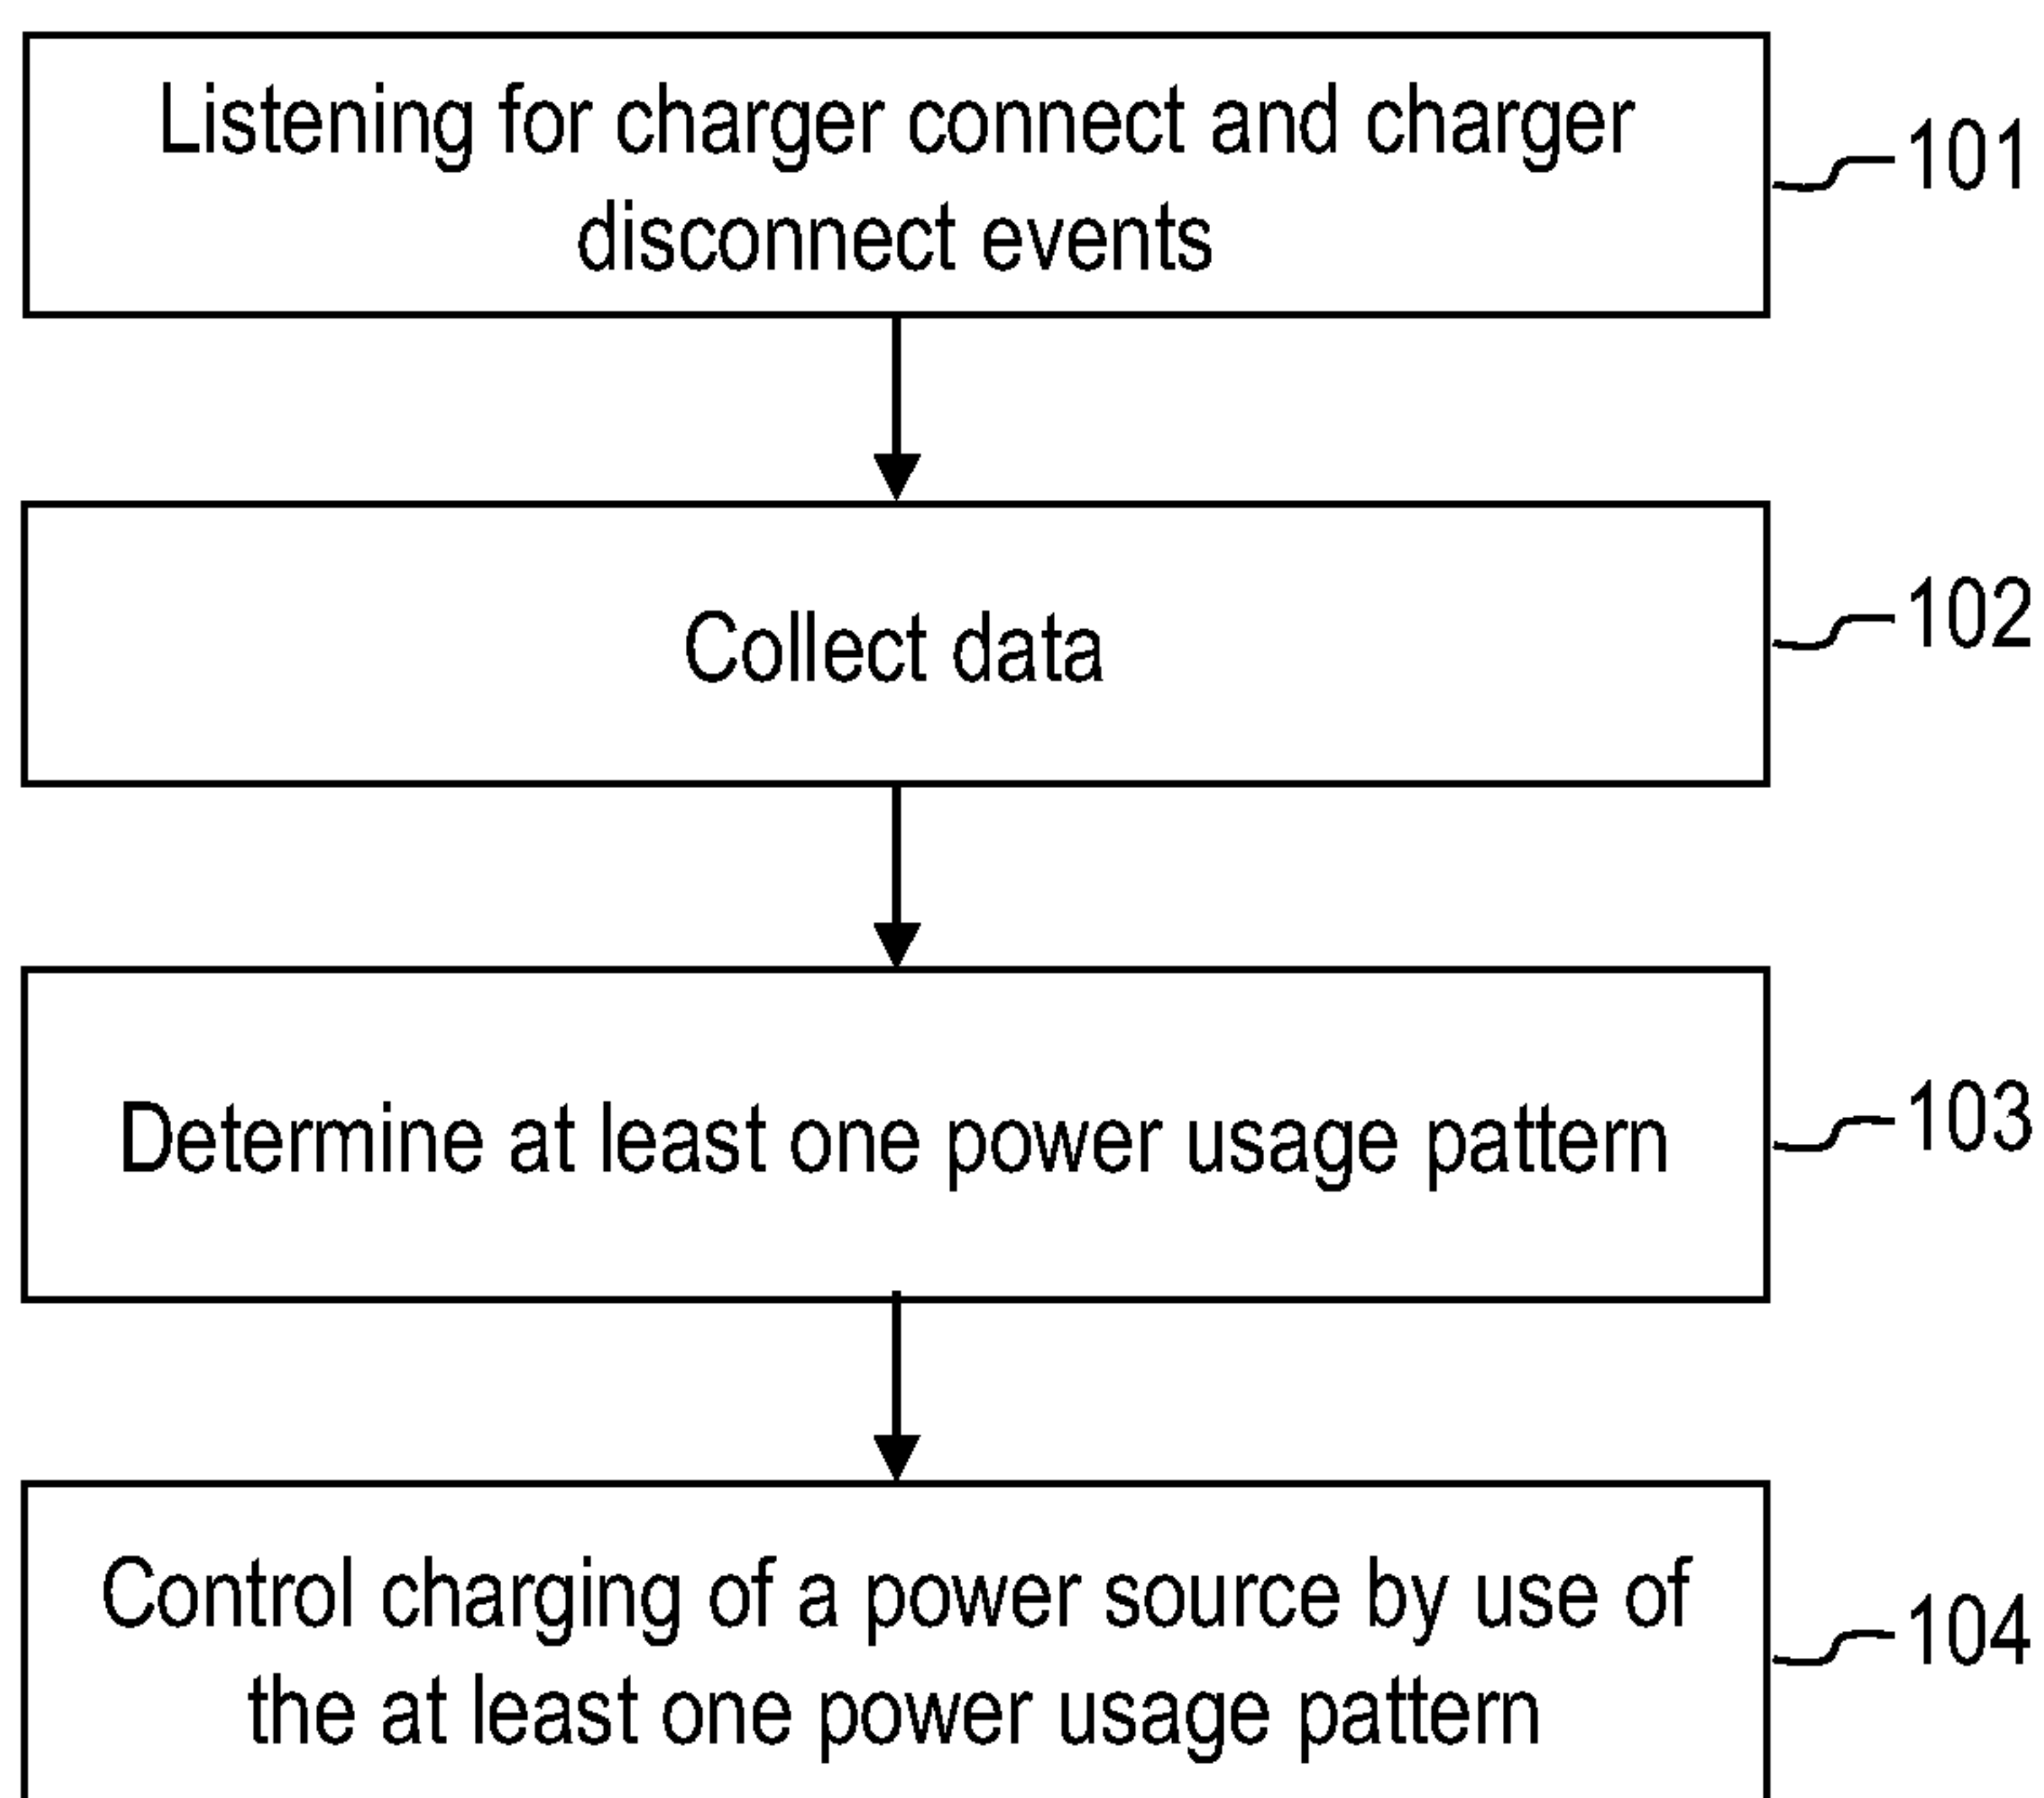 Listening for charger connect and charger
disconnect events
101
Collect data
102
Determine at least one power usage pattern
103
Control charging of a power source by use of
the at least one power usage pattern
104